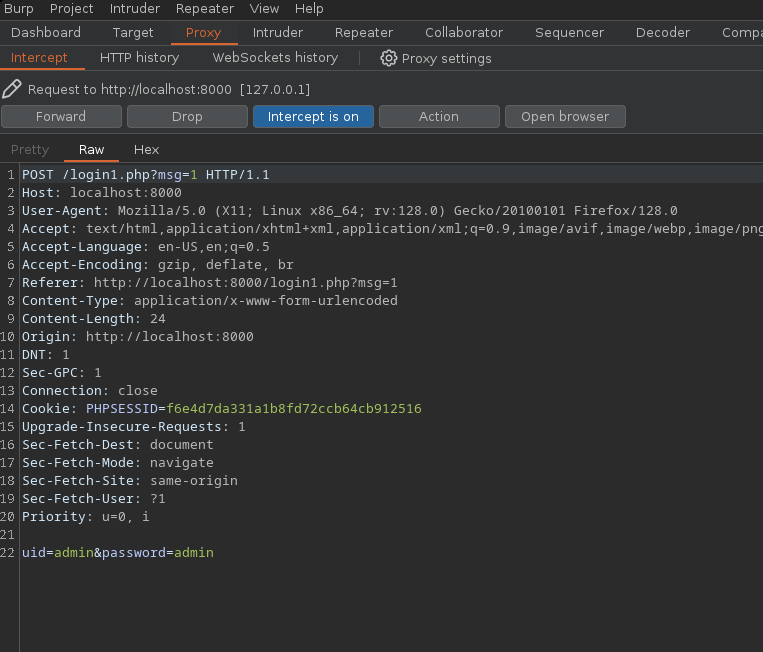 Burp Project Intruder Repeater View Help
Dashboard Target Proxy Intruder Repeater Collaborator Sequencer Decoder Compa
Intercept HTTP history WebSockets history Proxy settings
Request to http://localhost:8000 [127.0.0.1]
Forward Drop Intercept is on Action Open browser
Pretty Raw Hex
1 POST /login1.php?msg=1 HTTP/1.1
2 Host: localhost:8000
3 User-Agent: Mozilla/5.0 (X11; Linux x86_64; rv:128.0) Gecko/20100101 Firefox/128.0
4 Accept: text/html,application/xhtml+xml,application/xml;q=0.9,image/avif,image/webp,image/png
5 Accept-Language: en-US,en;q=0.5
6 Accept-Encoding: gzip, deflate, br
7 Referer: http://localhost:8000/login1.php?msg=1
8 Content-Type: application/x-www-form-urlencoded
9 Content-Length: 24
10 Origin: http://localhost:8000
11 DNT: 1
12 Sec-GPC: 1
13 Connection: close
14 Cookie: PHPSESSID=f6e4d7da331a1b8fd72ccb64cb912516
15 Upgrade-Insecure-Requests: 1
16 Sec-Fetch-Dest: document
17 Sec-Fetch-Mode: navigate
18 Sec-Fetch-Site: same-origin
19 Sec-Fetch-User: ?1
20 Priority: u=0, i
21
22 uid=admin&password=admin